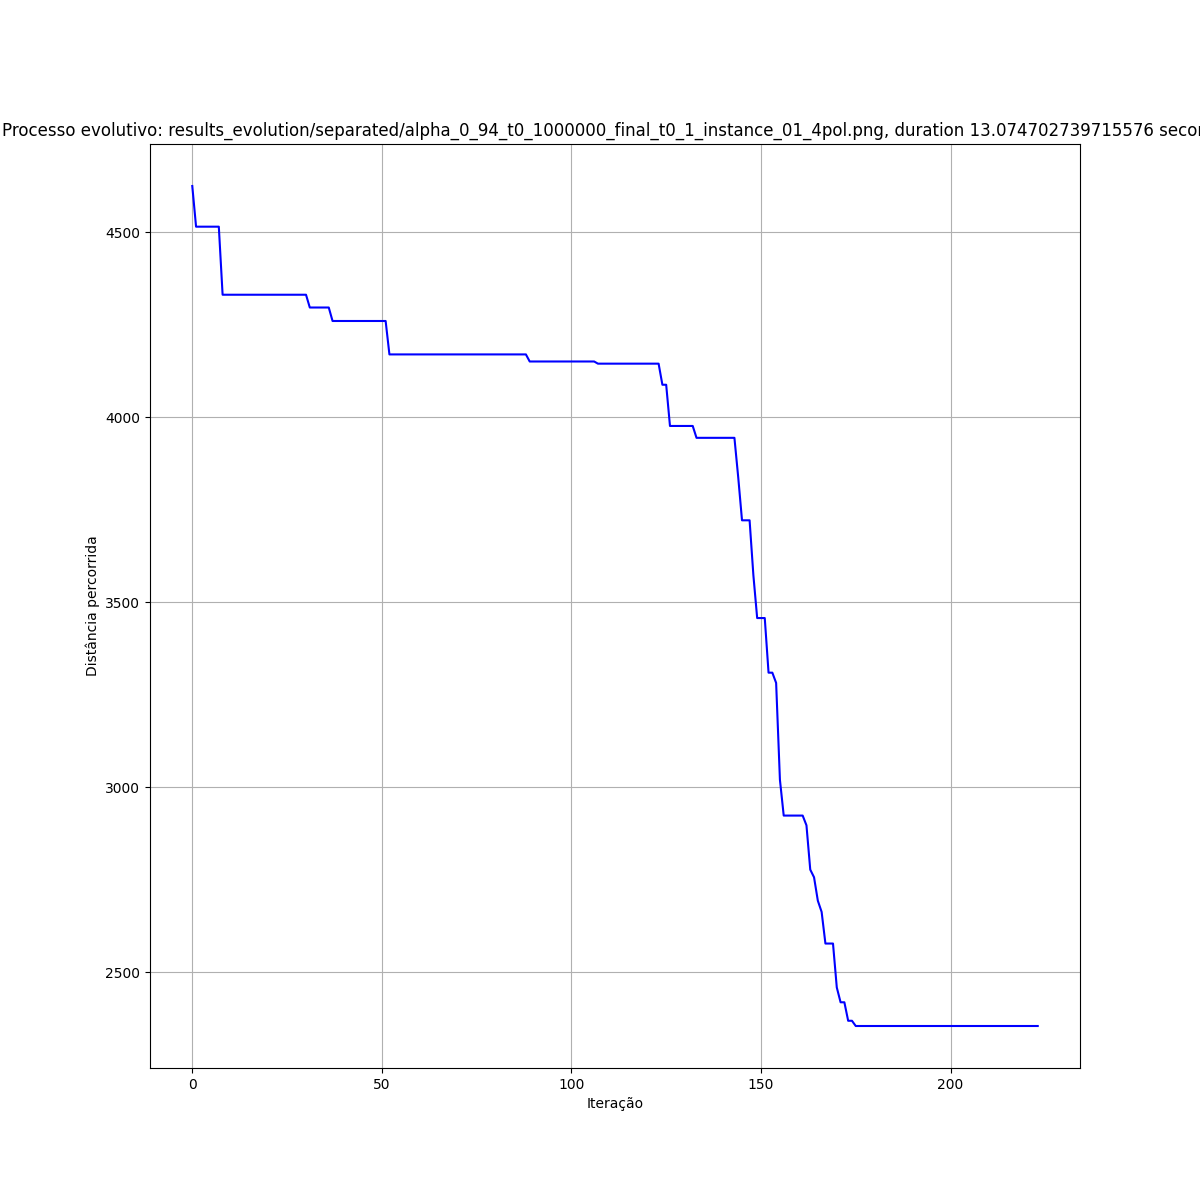 Processo evolutivo: results_evolution/separated/alpha_0_94_t0_1000000_final_t0_1_instance_01_4pol.png, duration 13.074702739715576
4500
4000
3500
3000
2500
Distância percorrida
0 50 100 150 200
Iteração